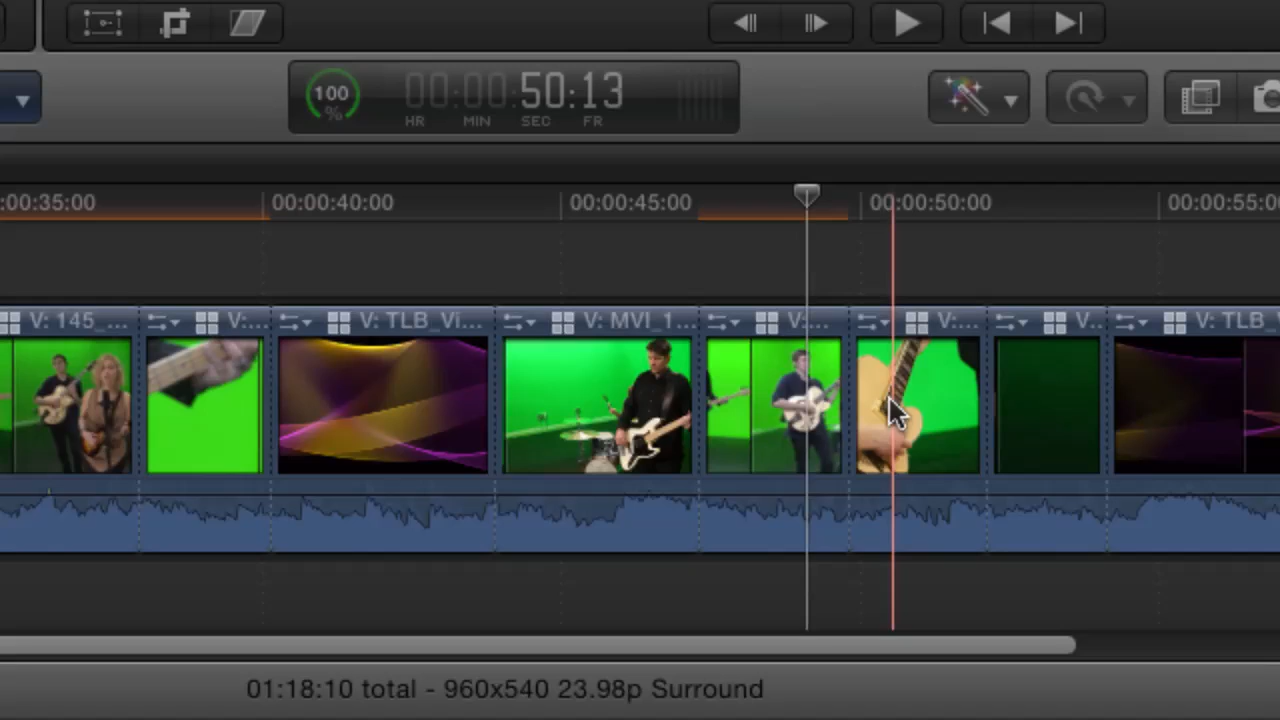 100
%
00:00:50:13
HR MIN SEC FR
:00:35:00 00:00:40:00 00:00:45:00 00:00:50:00 00:00:55:0
V: 145_... V:... V: TLB_Vi... V: MVI_1... V:... V:... V.. V: TLB_
01:18:10 total - 960x540 23.98p Surround